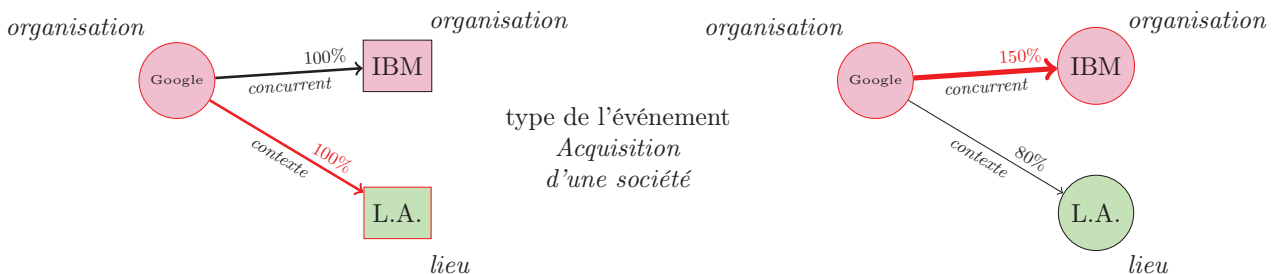 organisation
organisation
Google
100%
concurrent
IBM
contexte
100%
L.A.
lieu
type de l'événement
Acquisition
d'une société
organisation
organisation
Google
150%
concurrent
IBM
contexte
80%
L.A.
lieu